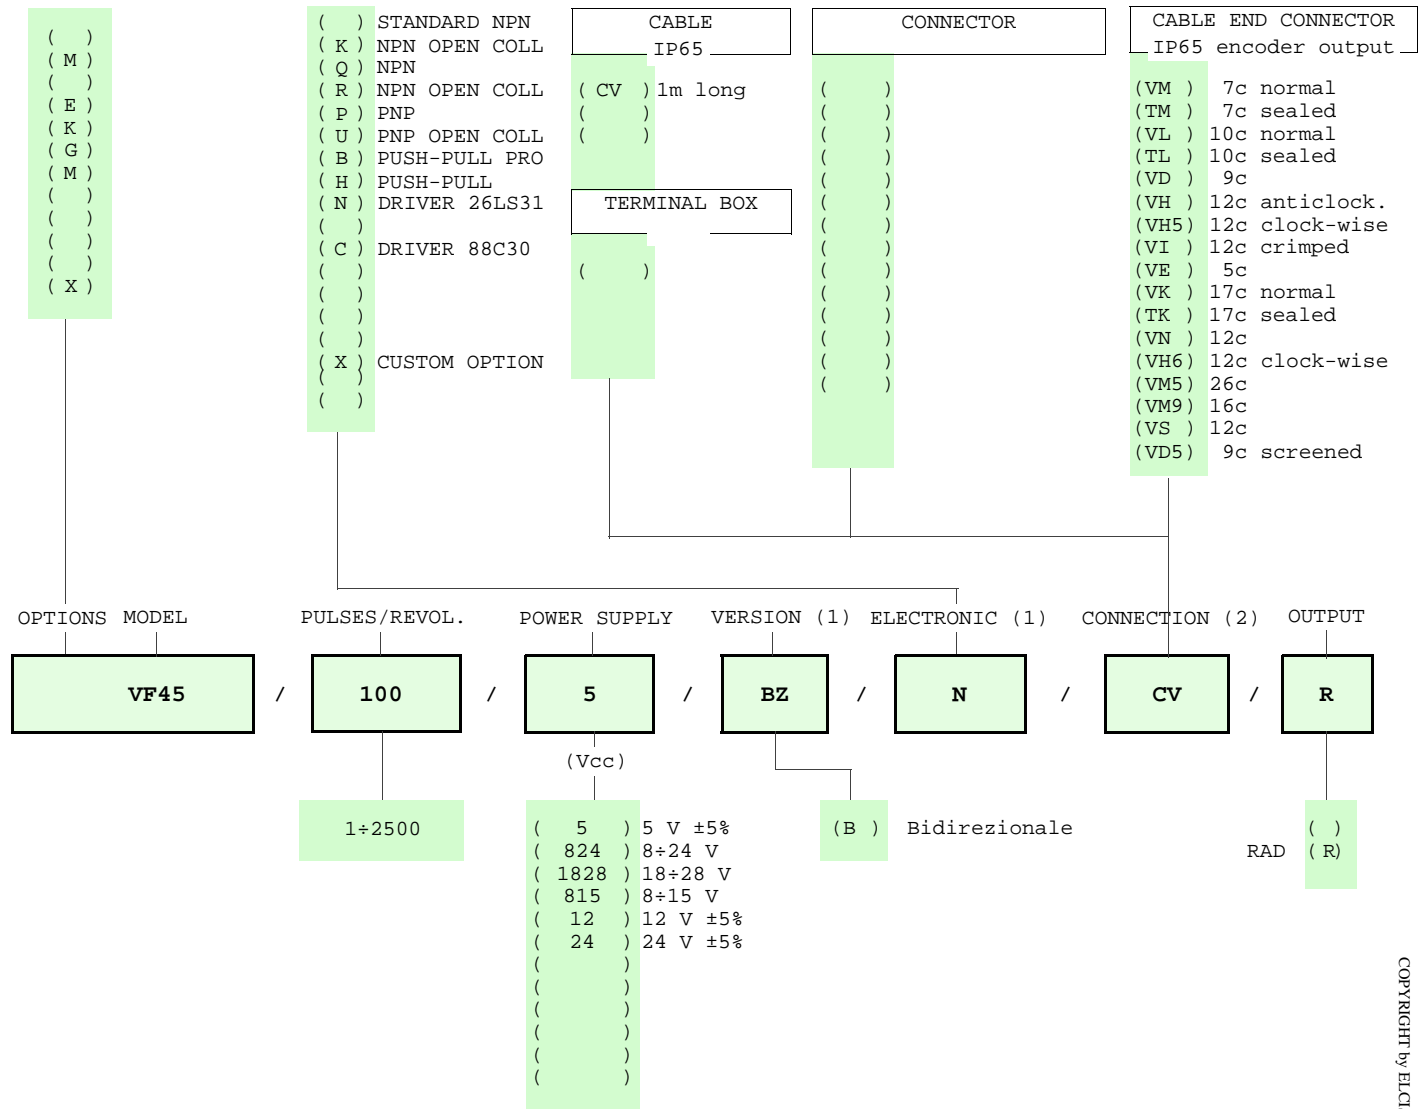 ( )
( M )
( )
( E )
( K )
( G )
( M )
( )
( )
( )
( )
( X )
( ) STANDARD NPN
( K ) NPN OPEN COLL
( Q ) NPN
( R ) NPN OPEN COLL
( P ) PNP
( U ) PNP OPEN COLL
( B ) PUSH-PULL PRO
( H ) PUSH-PULL
( N ) DRIVER 26LS31
( )
( C ) DRIVER 88C30
( )
( )
( )
( )
( X ) CUSTOM OPTION
( )
( )
CABLE
IP65
( CV ) 1m long
( )
( )
TERMINAL BOX
( )
CONNECTOR
( )
( )
( )
( )
( )
( )
( )
( )
( )
( )
( )
( )
( )
( )
CABLE END CONNECTOR
IP65 encoder output
(VM ) 7c normal
(TM ) 7c sealed
(VL ) 10c normal
(TL ) 10c sealed
(VD ) 9c
(VH ) 12c anticlock.
(VH5) 12c clock-wise
(VI ) 12c crimped
(VE ) 5c
(VK ) 17c normal
(TK ) 17c sealed
(VN ) 12c
(VH6) 12c clock-wise
(VM5) 26c
(VM9) 16c
(VS ) 12c
(VD5) 9c screened
OPTIONS MODEL PULSES/REVOL. POWER SUPPLY VERSION (1) ELECTRONIC (1) CONNECTION (2) OUTPUT
VF45 / 100 / 5 / BZ / N / CV / R
(Vcc)
1÷2500
( 5 ) 5 V ±5%
( 824 ) 8÷24 V
( 1828 ) 18÷28 V
( 815 ) 8÷15 V
( 12 ) 12 V ±5%
( 24 ) 24 V ±5%
( )
( )
( )
( )
( )
( )
(B ) Bidirezionale
( )
RAD ( R)
COPYRIGHT by ELCI